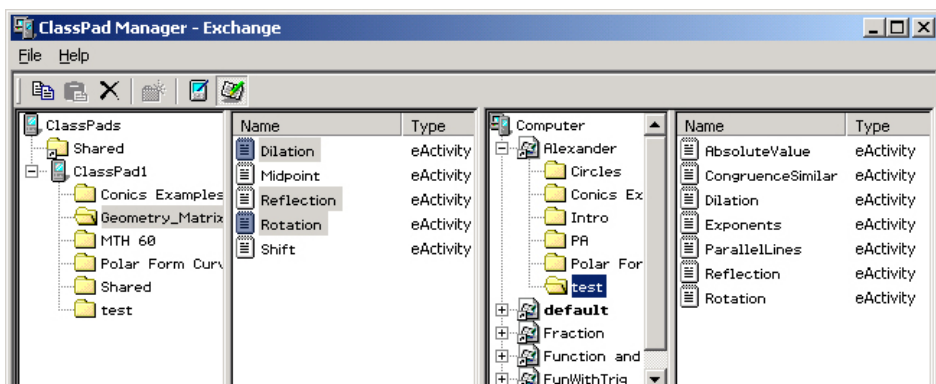 ClassPad Manager - Exchange
File Help
ClassPads
Shared
ClassPad1
Conics Examples
Geometry_Matrix
MTH 60
Polar Form Curv
Shared
test
Name Type
Dilation eActivity
Midpoint eActivity
Reflection eActivity
Rotation eActivity
Shift eActivity
Computer
Alexander
Circles
Conics Ex
Intro
PA
Polar For
test
default
Fraction
Function and
FunWithTrig
Name Type
AbsoluteValue eActivity
CongruenceSimilar eActivity
Dilation eActivity
Exponents eActivity
ParallelLines eActivity
Reflection eActivity
Rotation eActivity